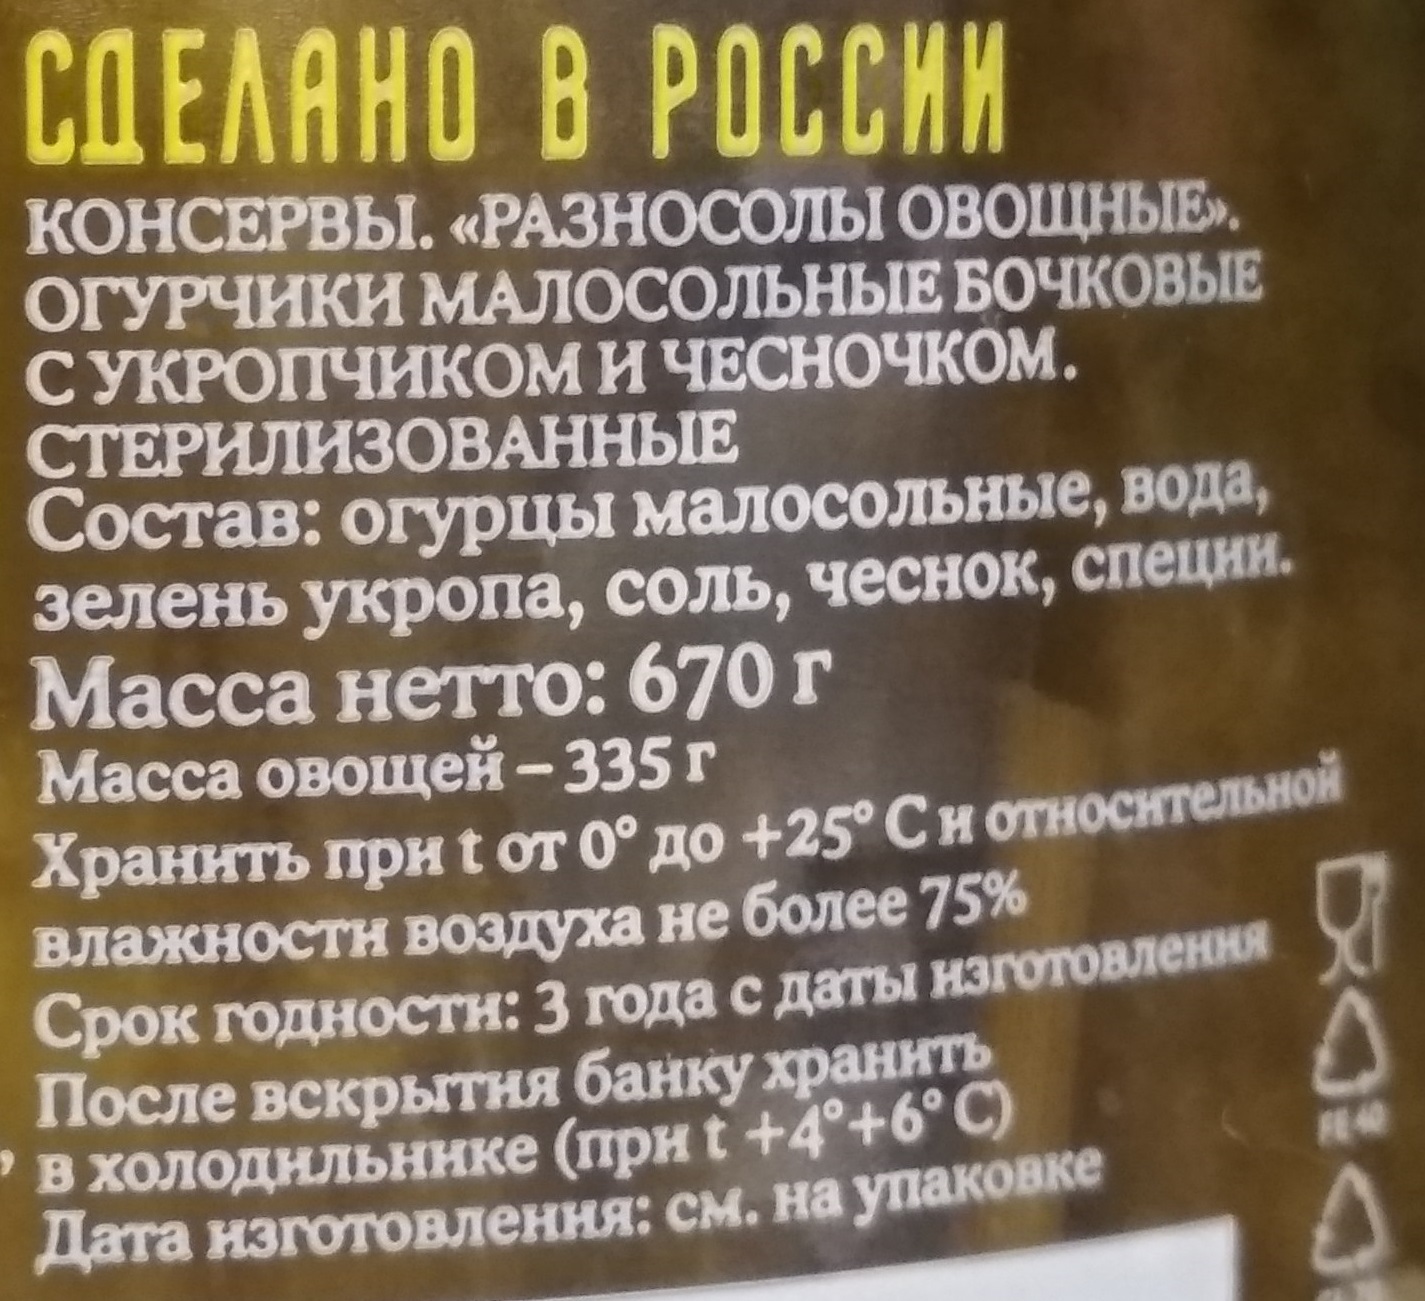 СДЕЛАНО В РОССИИ
КОНСЕРВЫ. «РАЗНОСОЛЫ ОВОЩНЫЕ».
ОГУРЧИКИ МАЛОСОЛЬНЫЕ БОЧКОВЫЕ
С УКРОПЧИКОМ И ЧЕСНОЧКОМ.
СТЕРИЛИЗОВАННЫЕ
Состав: огурцы малосольные, вода,
зелень укропа, соль, чеснок, специи.
Масса нетто: 670 г
Масса овощей – 335 г
Хранить при t от 0° до +25° С и относительной
влажности воздуха не более 75%
Срок годности: 3 года с даты изготовления
После вскрытия банку хранить
в холодильнике (при t +4°+6° С)
Дата изготовления: см. на упаковке
FE 40